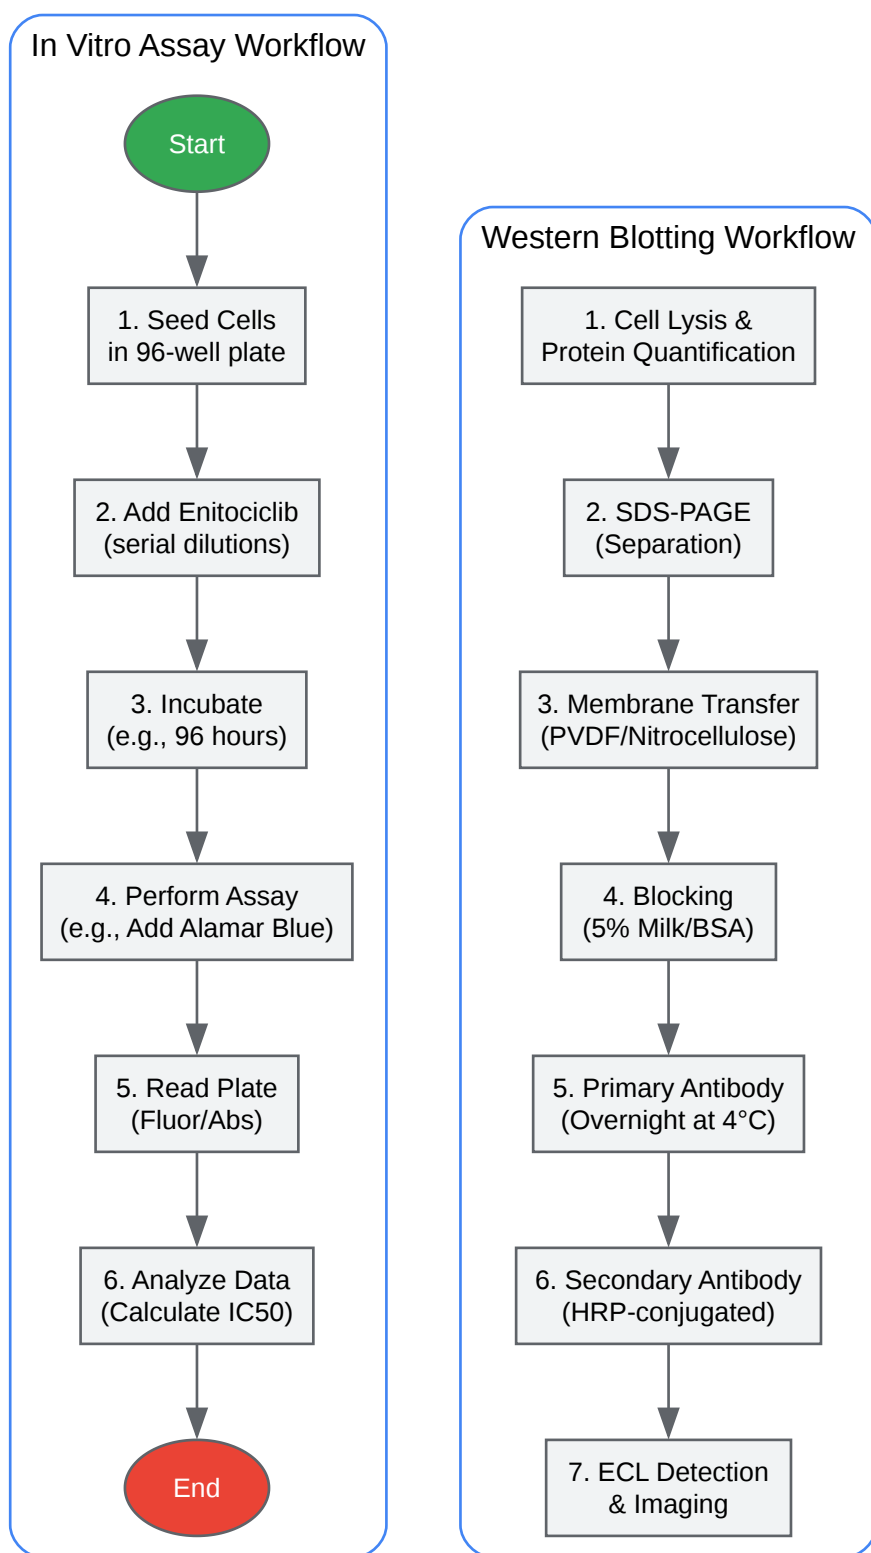 In Vitro Assay Workflow
Start
1. Seed Cells
in 96-well plate
2. Add Enitociclib
(serial dilutions)
3. Incubate
(e.g., 96 hours)
4. Perform Assay
(e.g., Add Alamar Blue)
5. Read Plate
(Fluor/Abs)
6. Analyze Data
(Calculate IC50)
End
Western Blotting Workflow
1. Cell Lysis &
Protein Quantification
2. SDS-PAGE
(Separation)
3. Membrane Transfer
(PVDF/Nitrocellulose)
4. Blocking
(5% Milk/BSA)
5. Primary Antibody
(Overnight at 4°C)
6. Secondary Antibody
(HRP-conjugated)
7. ECL Detection
& Imaging